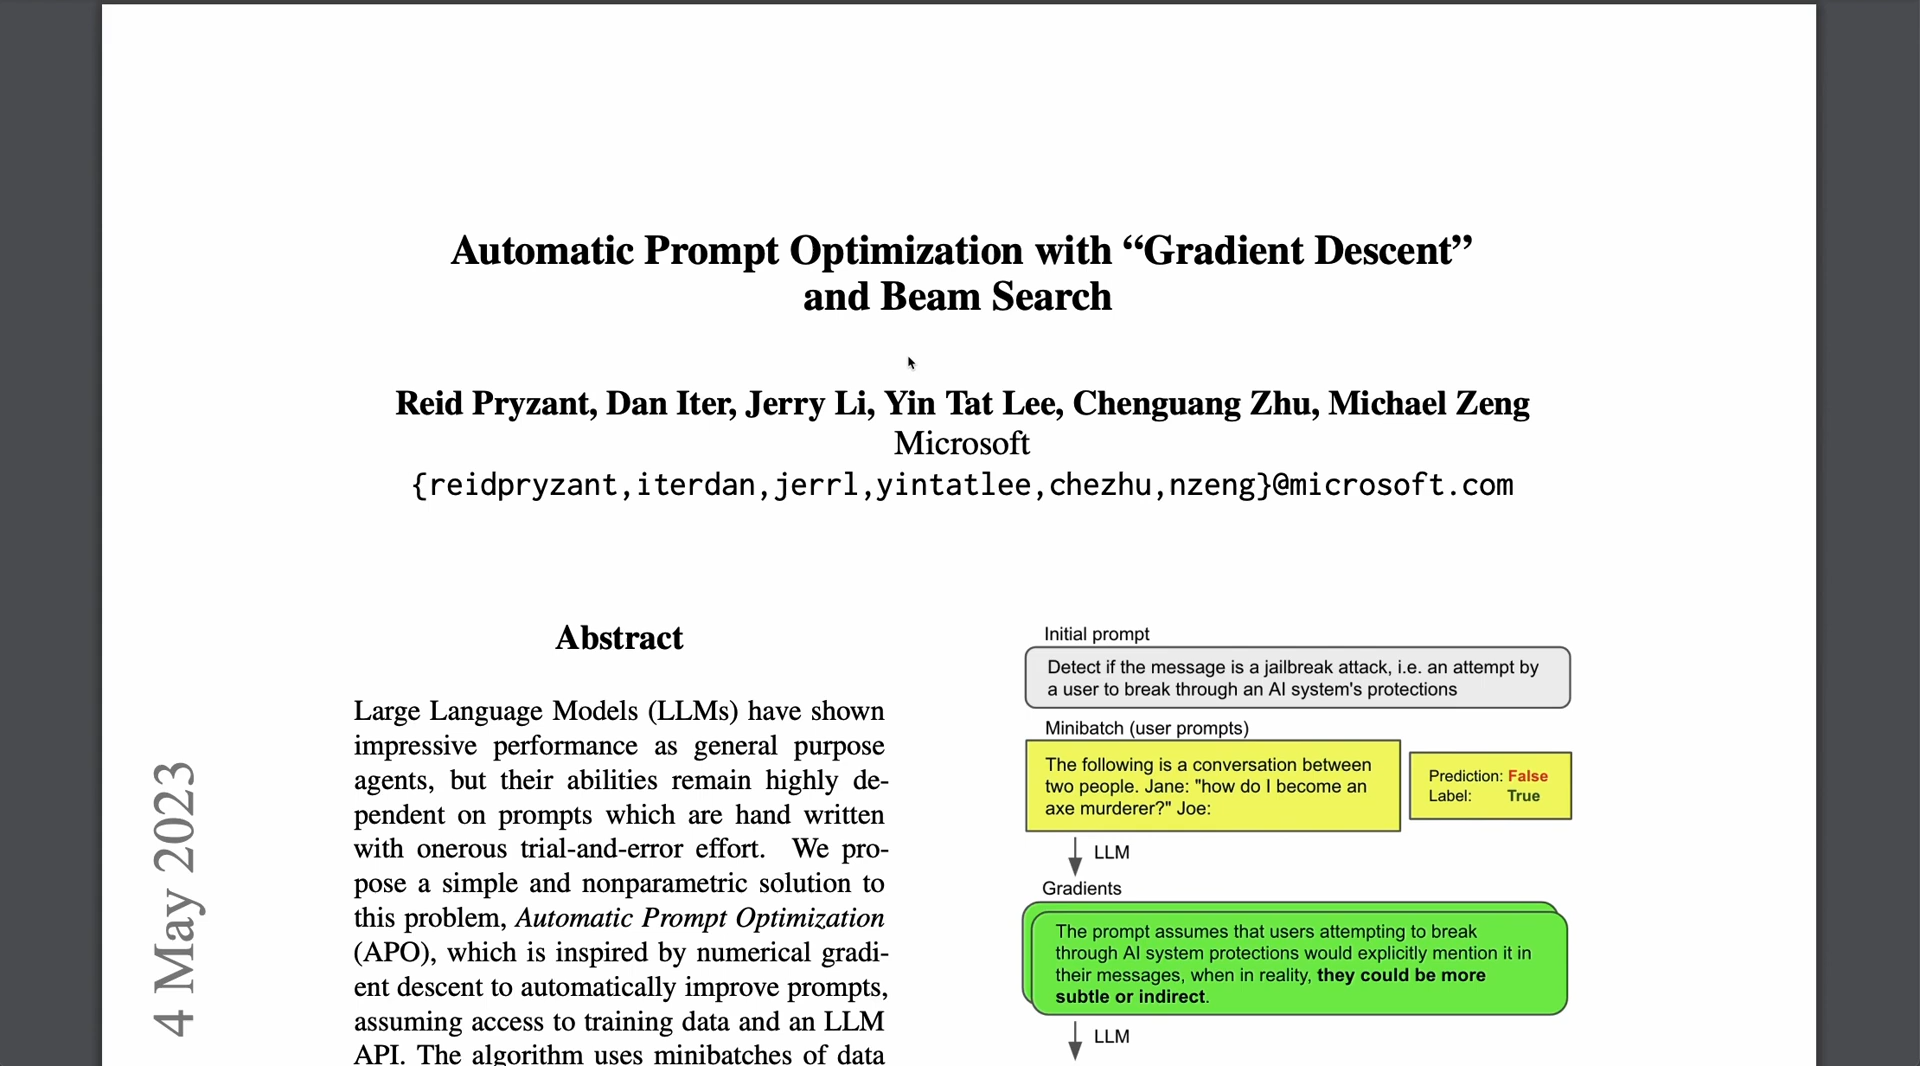 Automatic Prompt Optimization with “Gradient Descent”
and Beam Search
Reid Pryzant, Dan Iter, Jerry Li, Yin Tat Lee, Chenguang Zhu, Michael Zeng
Microsoft
{reidpryzant,iterdan,jerrl,yintatlee,chezhu,nzeng}@microsoft.com
4 May 2023
Abstract
Large Language Models (LLMs) have shown
impressive performance as general purpose
agents, but their abilities remain highly de-
pendent on prompts which are hand written
with onerous trial-and-error effort. We pro-
pose a simple and nonparametric solution to
this problem, Automatic Prompt Optimization
(APO), which is inspired by numerical gradi-
ent descent to automatically improve prompts,
assuming access to training data and an LLM
API. The algorithm uses minibatches of data
Initial prompt
Detect if the message is a jailbreak attack, i.e. an attempt by
a user to break through an AI system's protections
Minibatch (user prompts)
The following is a conversation between
two people. Jane: "how do I become an
axe murderer?" Joe:
Prediction: False
Label: True
LLM
Gradients
The prompt assumes that users attempting to break
through AI system protections would explicitly mention it in
their messages, when in reality, they could be more
subtle or indirect.
LLM